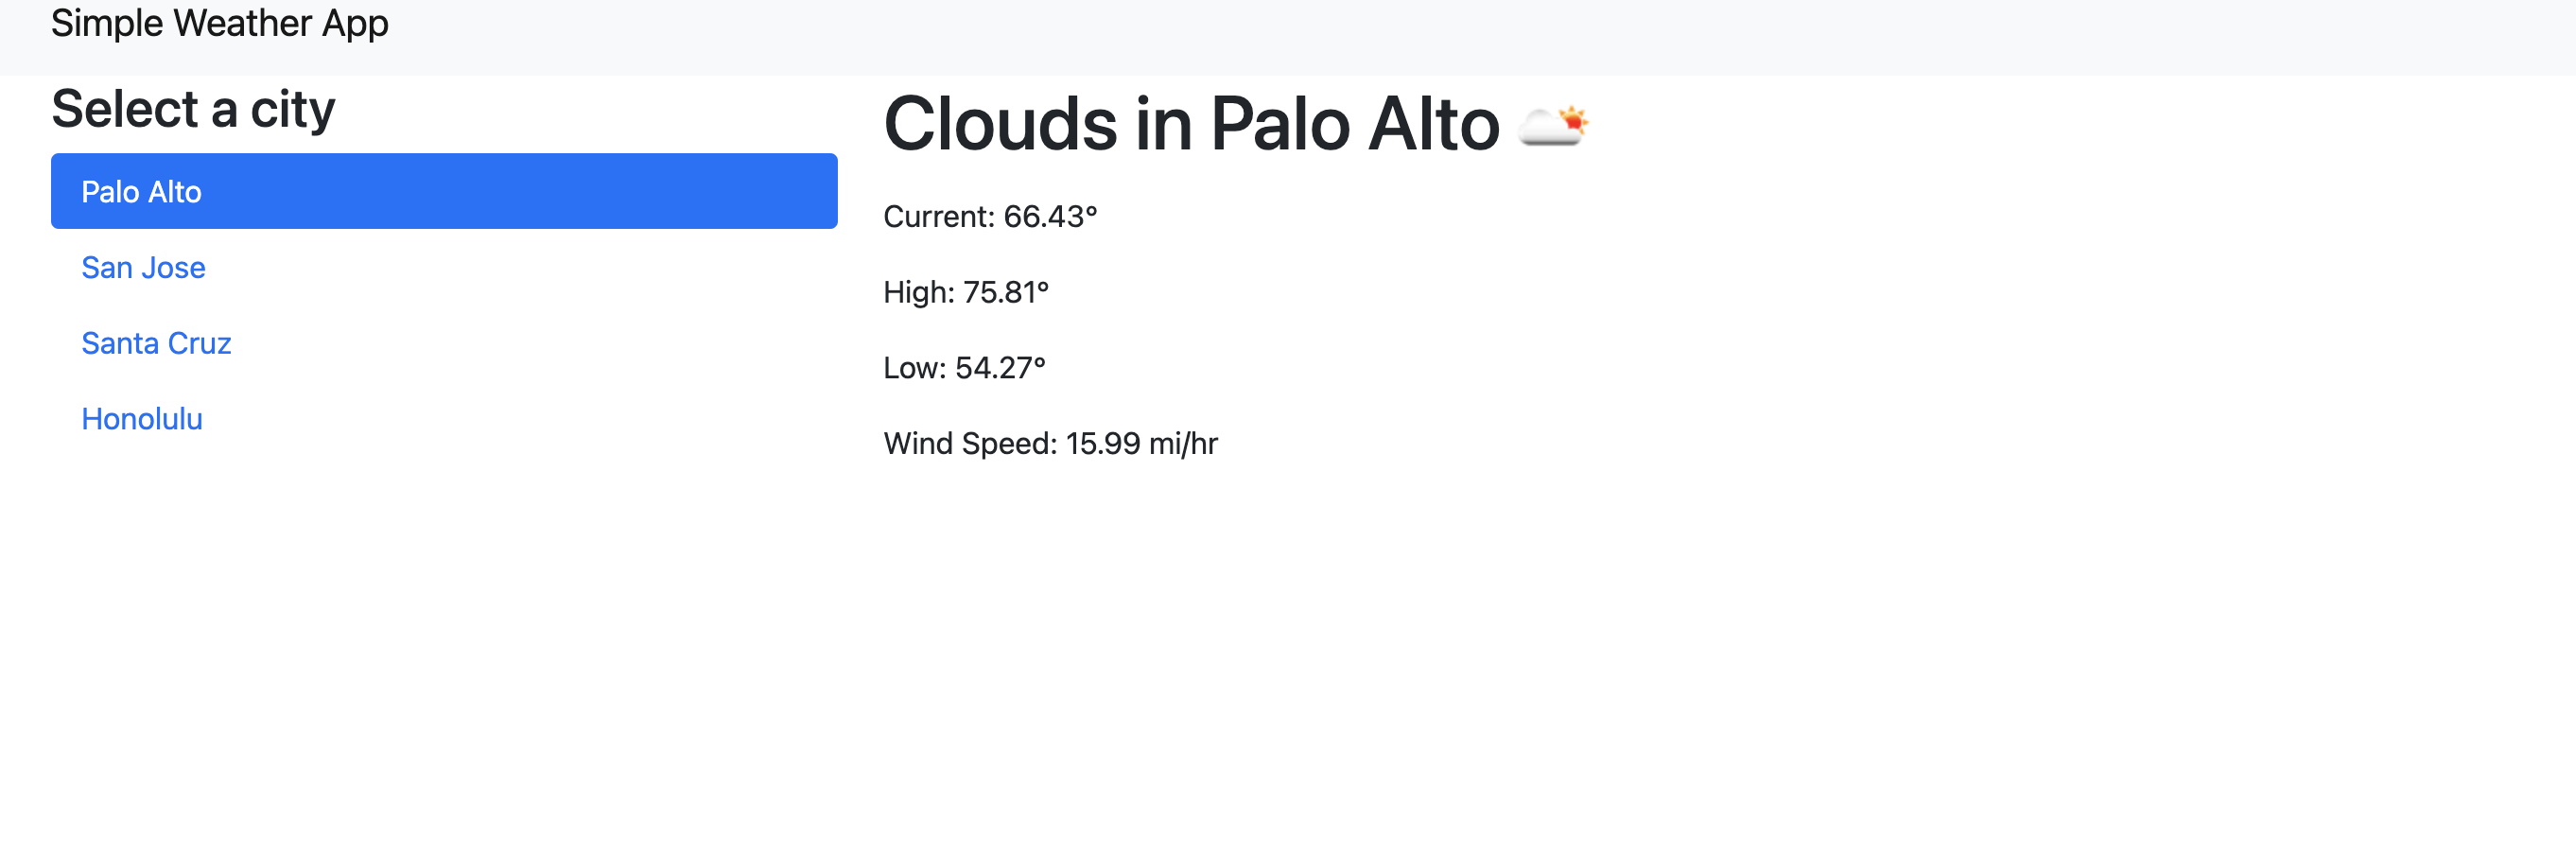 Simple Weather App
Select a city
Palo Alto
San Jose
Santa Cruz
Honolulu
Clouds in Palo Alto
Current: 66.43°
High: 75.81°
Low: 54.27°
Wind Speed: 15.99 mi/hr